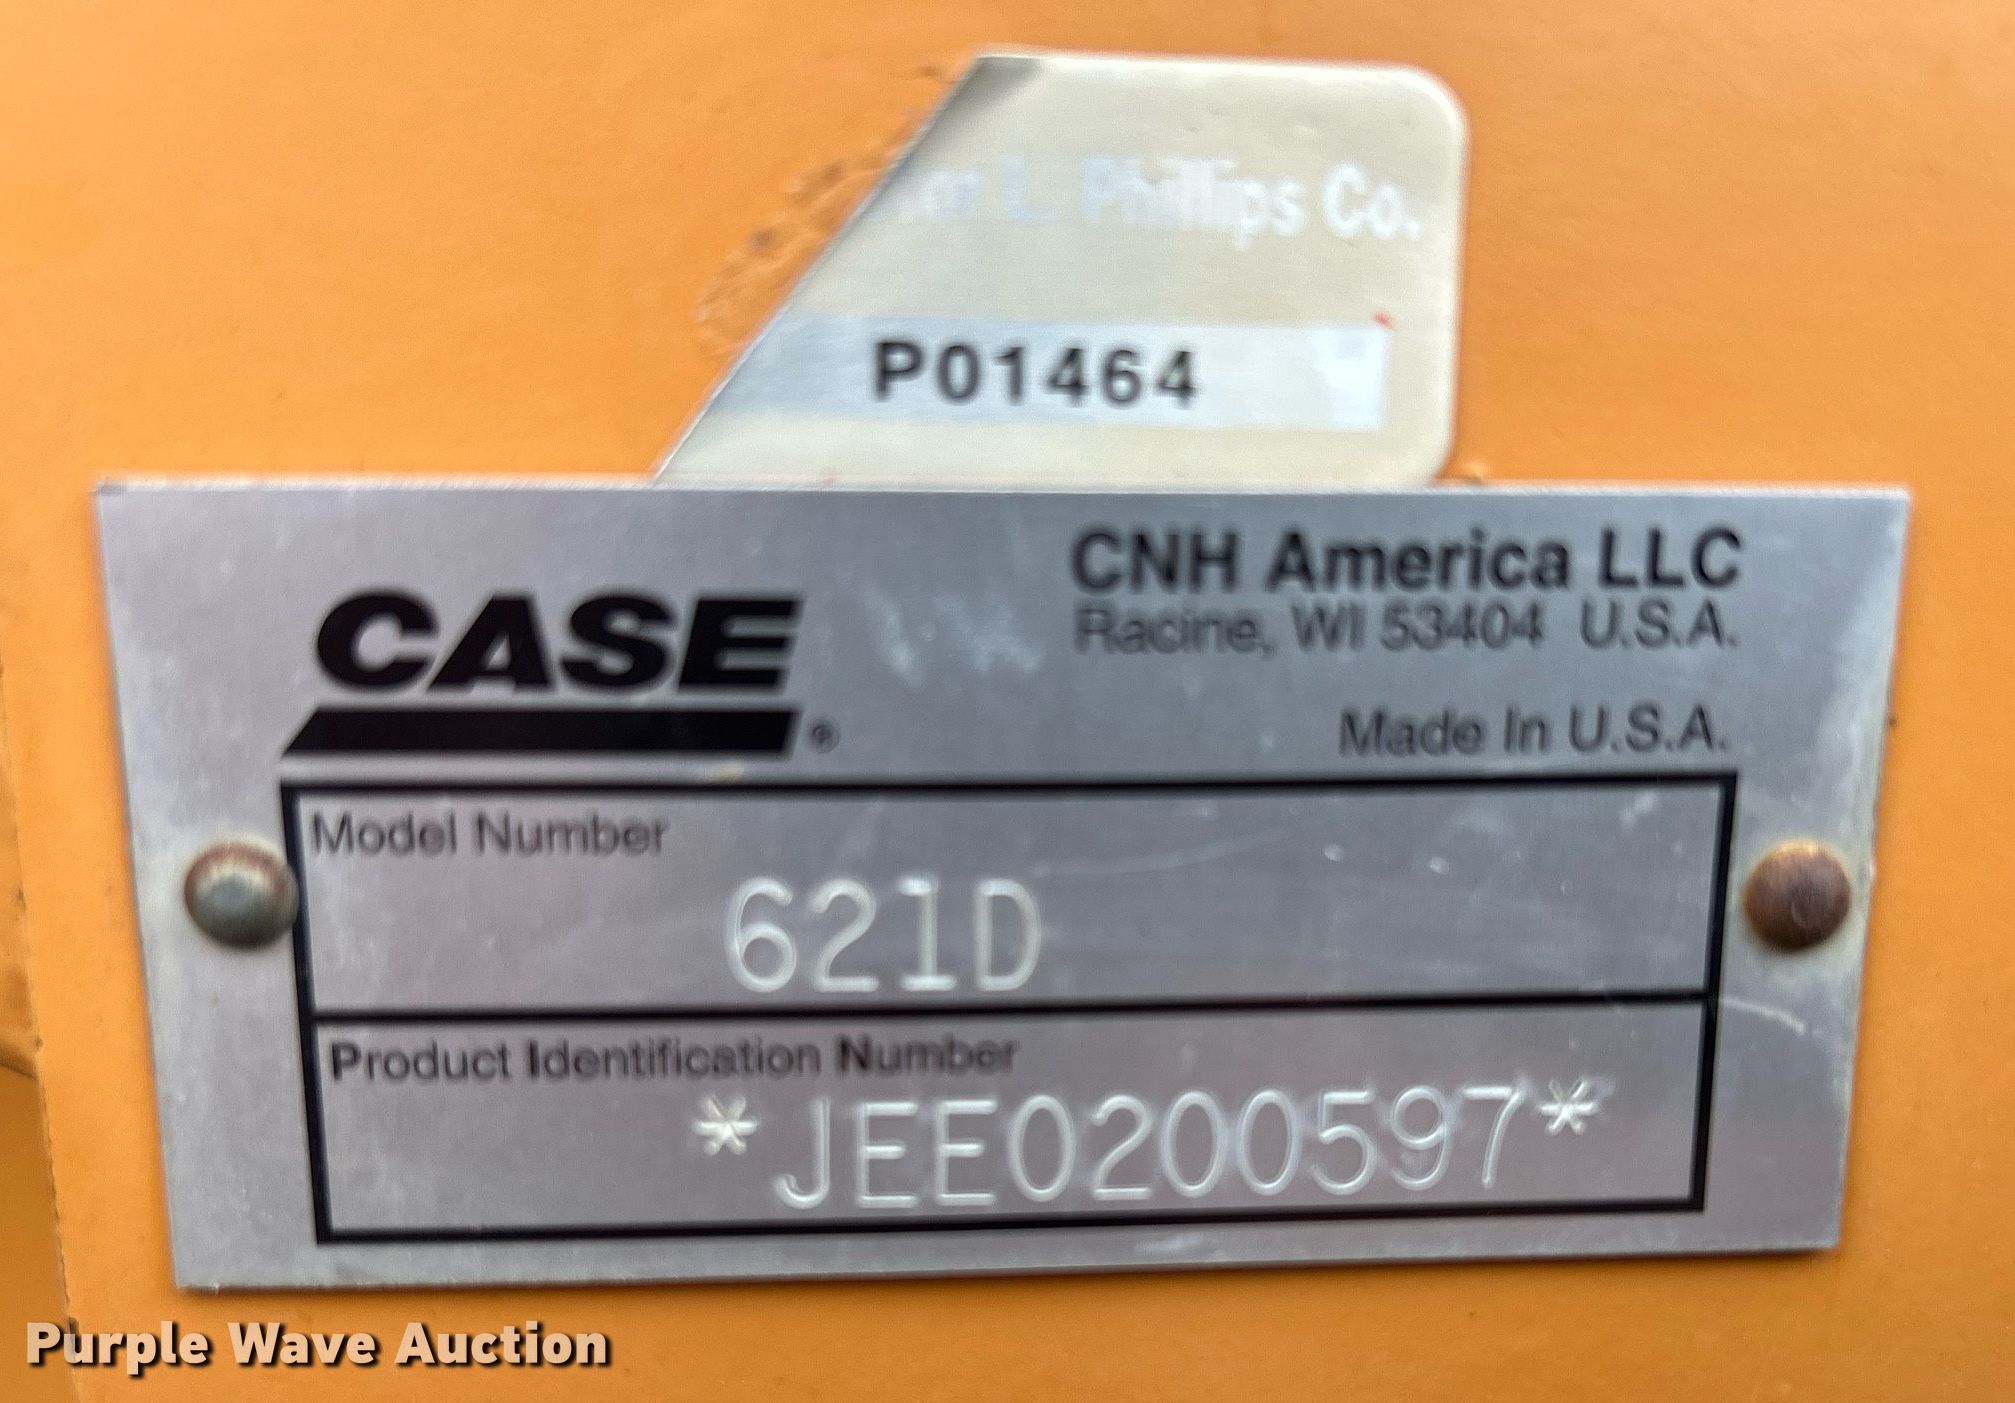 L. Phillips Co.
P01464
CASE®
CNH America LLC
Racine, WI 53404 U.S.A.
Made In U.S.A.
Model Number
621D
Product Identification Number
*JEE0200597*
Purple Wave Auction